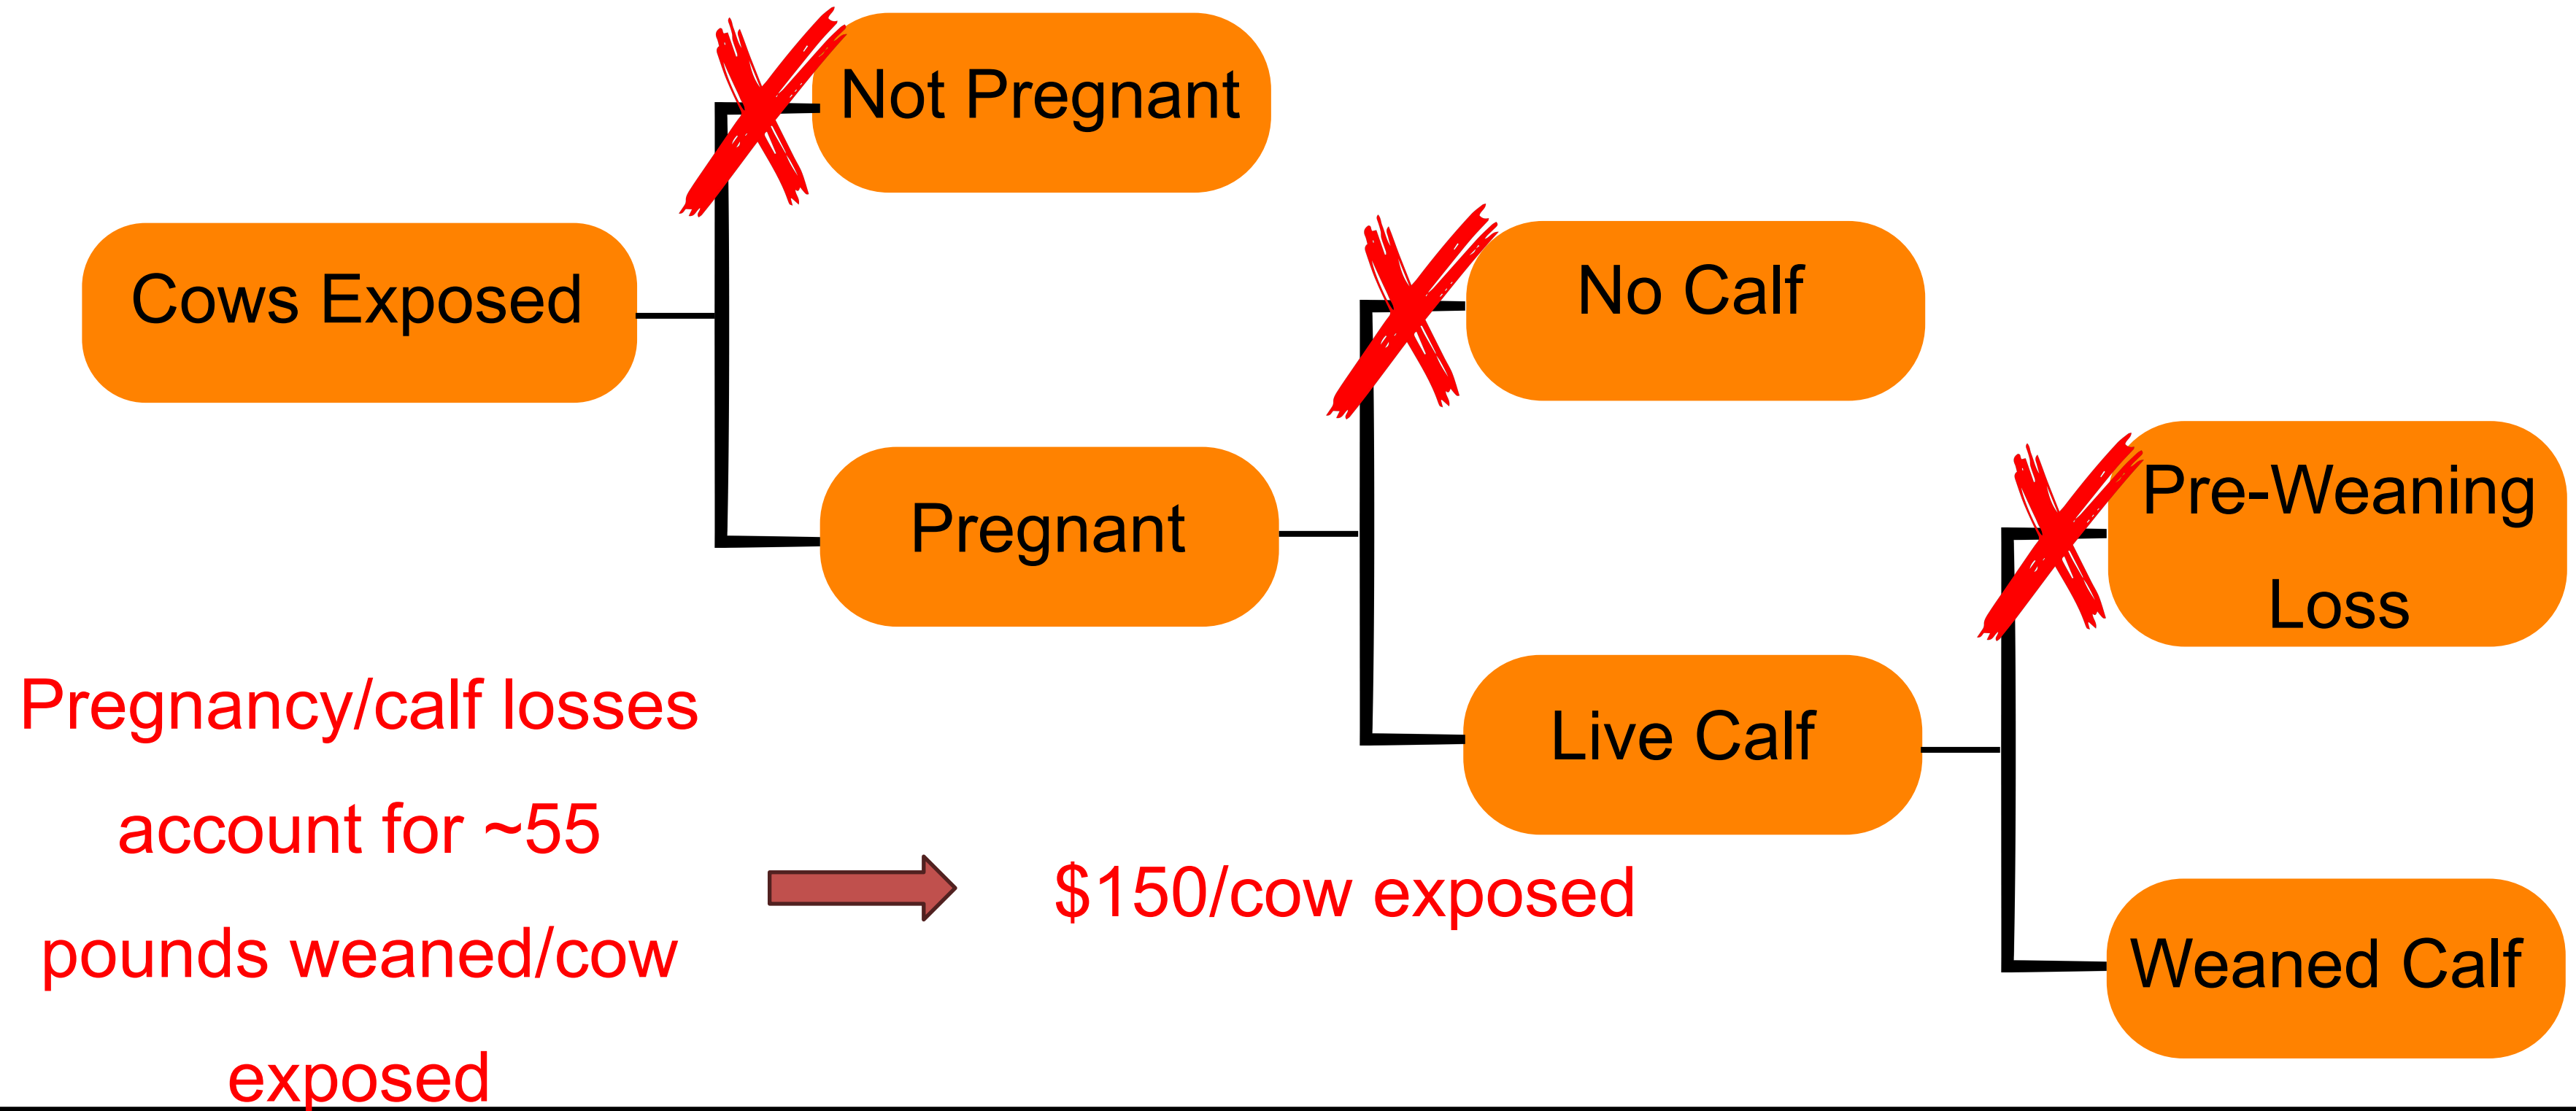 Not Pregnant
Cows Exposed
No Calf
Pregnant
Pre-Weaning
Loss
Live Calf
Weaned Calf
Pregnancy/calf losses
account for ~55
pounds weaned/cow
exposed
$150/cow exposed